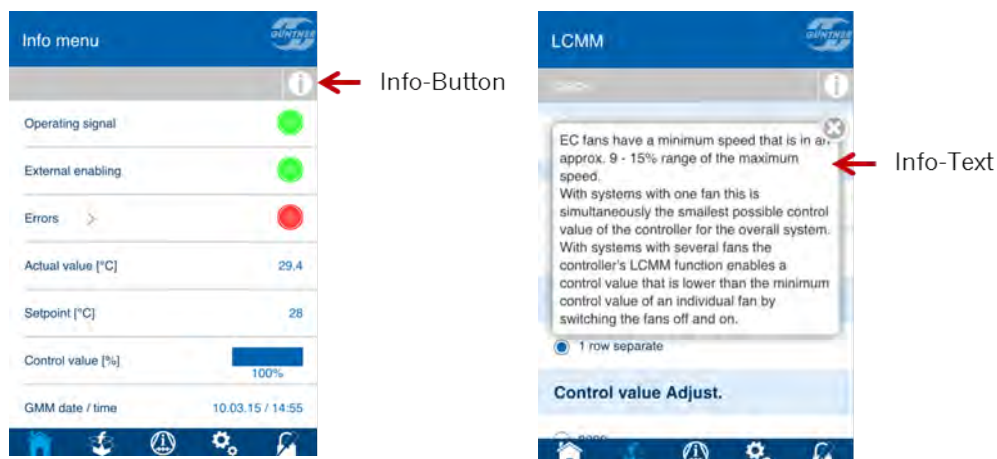 Info menu
GÜNTNER
Info-Button
Operating signal
External enabling
Errors >
Actual value [°C] 29.4
Setpoint [°C] 28
Control value [%]
100%
GMM date / time 10.03.15 / 14:55
LCMM
GÜNTNER
EC fans have a minimum speed that is in an
approx. 9 - 15% range of the maximum
speed.
With systems with one fan this is
simultaneously the smallest possible control
value of the controller for the overall system.
With systems with several fans the
controller's LCMM function enables a
control value that is lower than the minimum
control value of an individual fan by
switching the fans off and on.
Info-Text
1 row separate
Control value Adjust.